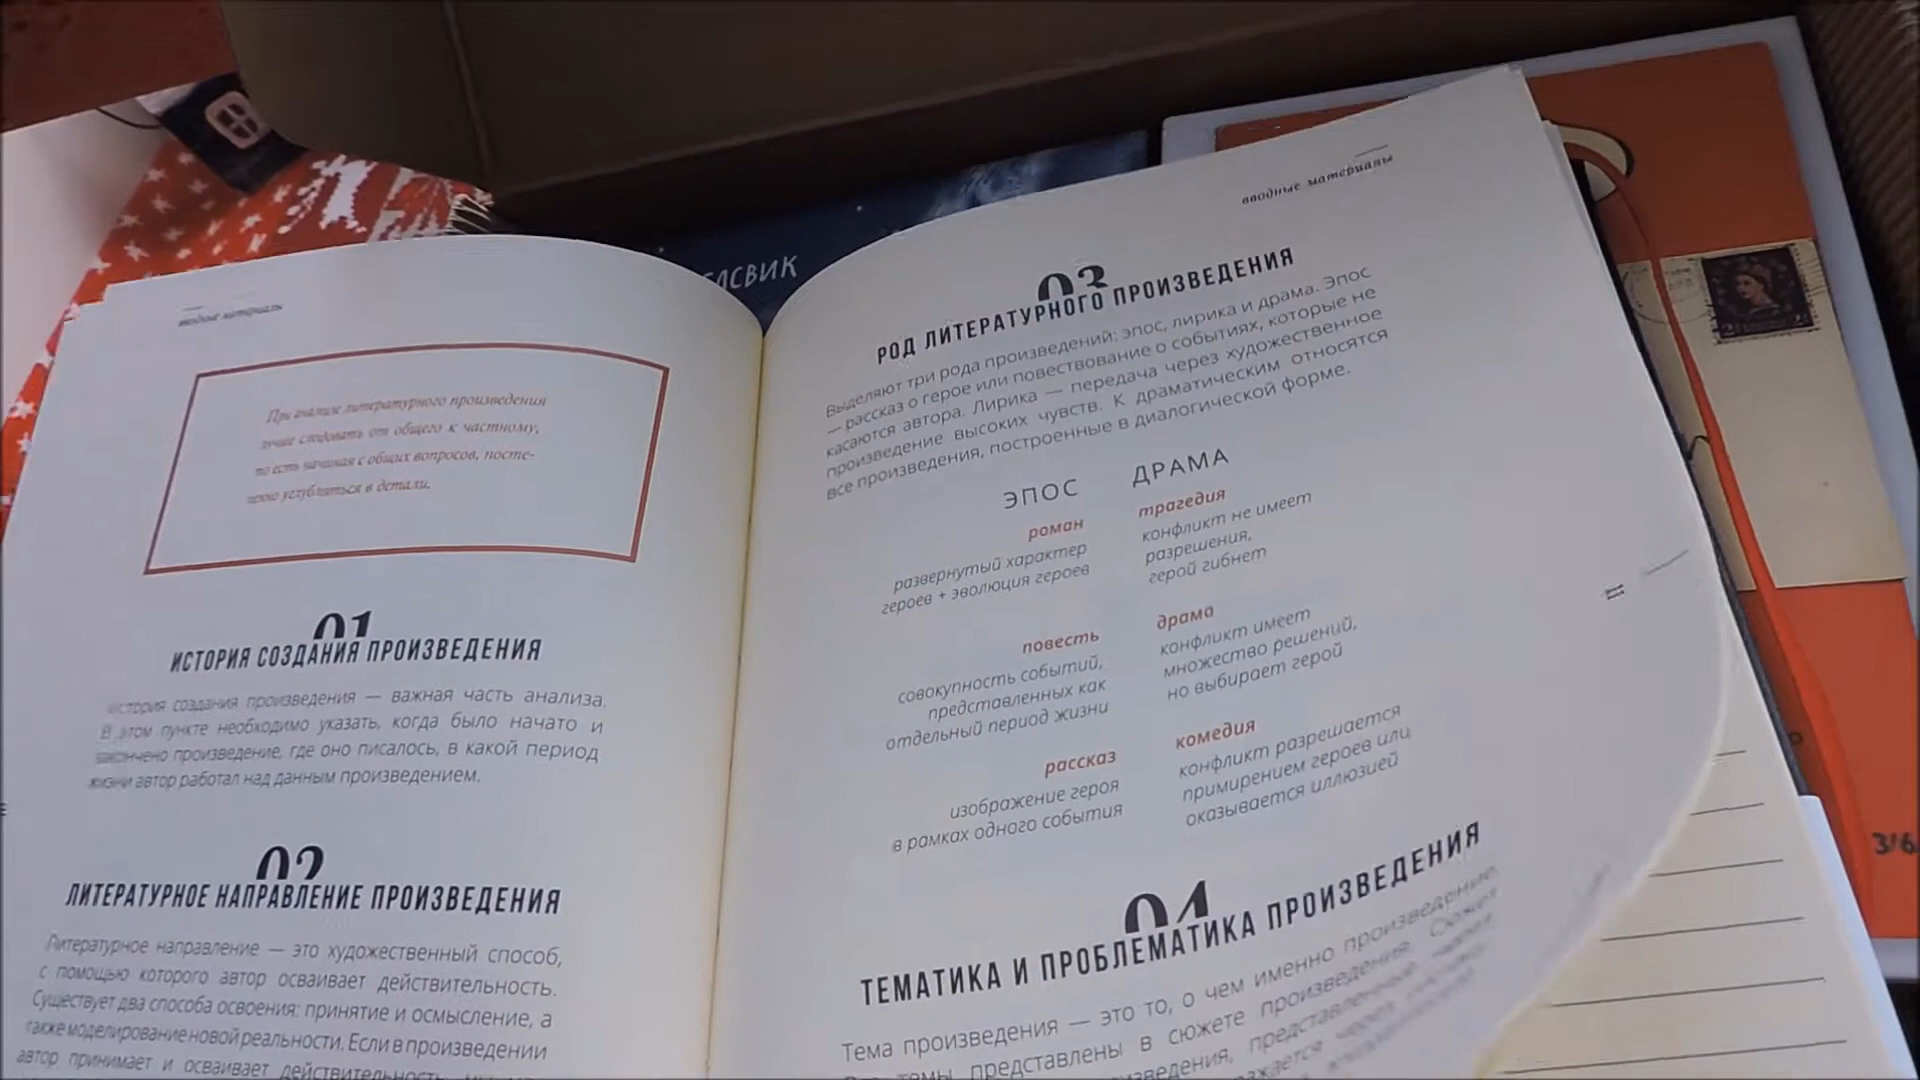 вводные материалы
При анализе литературного произведения
лучше следовать от общего к частному,
то есть начиная с общих вопросов, посте-
пенно углубляться в детали.
01
ИСТОРИЯ СОЗДАНИЯ ПРОИЗВЕДЕНИЯ
История создания произведения — важная часть анализа.
В этом пункте необходимо указать, когда было начато и
закончено произведение, где оно писалось, в какой период
жизни автор работал над данным произведением.
02
ЛИТЕРАТУРНОЕ НАПРАВЛЕНИЕ ПРОИЗВЕДЕНИЯ
Литературное направление — это художественный способ,
с помощью которого автор осваивает действительность.
Существует два способа освоения: принятие и осмысление, а
также моделирование новой реальности. Если в произведении
автор принимает и осваивает действительность,
вводные материалы
03
РОД ЛИТЕРАТУРНОГО ПРОИЗВЕДЕНИЯ
Выделяют три рода произведений: эпос, лирика и драма. Эпос
— рассказ о герое или повествование о событиях, которые не
касаются автора. Лирика — передача через художественное
произведение высоких чувств. К драматическим относятся
все произведения, построенные в диалогической форме.
ЭПОС
роман
развернутый характер
героев + эволюция героев
повесть
совокупность событий,
представленных как
отдельный период жизни
рассказ
изображение героя
в рамках одного события
ДРАМА
трагедия
конфликт не имеет
разрешения,
герой гибнет
драма
конфликт имеет
множество решений,
но выбирает герой
комедия
конфликт разрешается
примирением героев или
оказывается иллюзией
04
ТЕМАТИКА И ПРОБЛЕМАТИКА ПРОИЗВЕДЕНИЯ
Тема произведения — это то, о чем именно произведение.
темы представлены в сюжете произведения. Сюжет
3/6